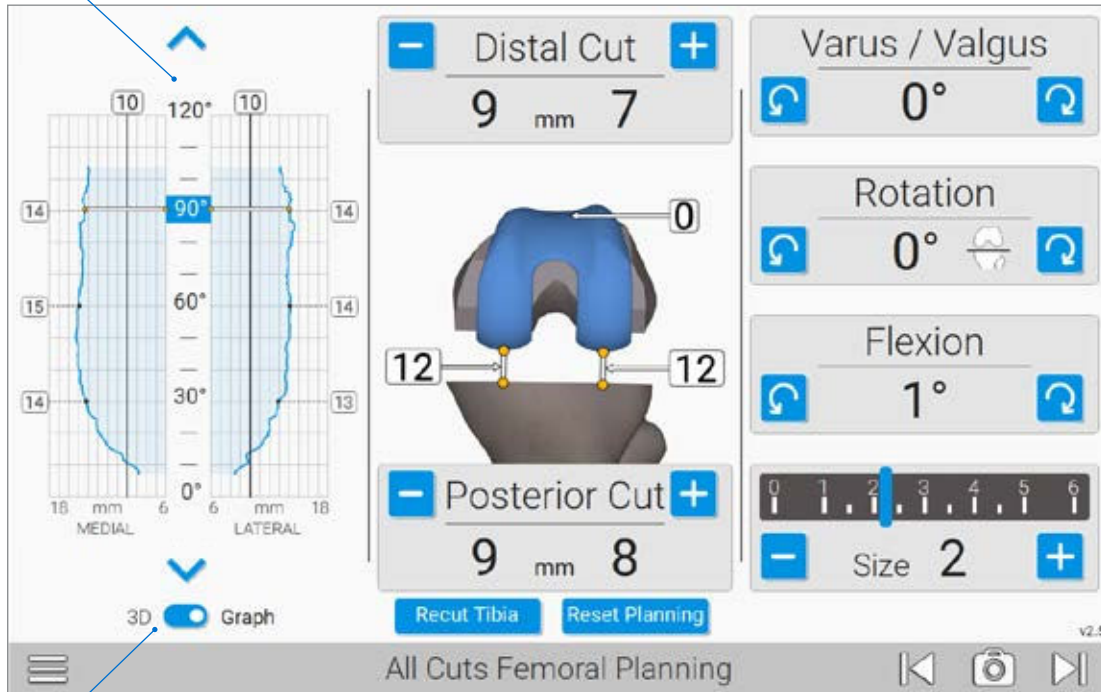 10 120° 10
14 90° 14
15 60° 14
14 30° 13
0°
18 mm 6 6 mm 18
MEDIAL LATERAL
3D Graph
Distal Cut
9 mm 7
0
12 12
Posterior Cut
9 mm 8
Recut Tibia Reset Planning
Varus / Valgus
0°
Rotation
0°
Flexion
1°
0 1 2 3 4 5 6
Size 2
All Cuts Femoral Planning